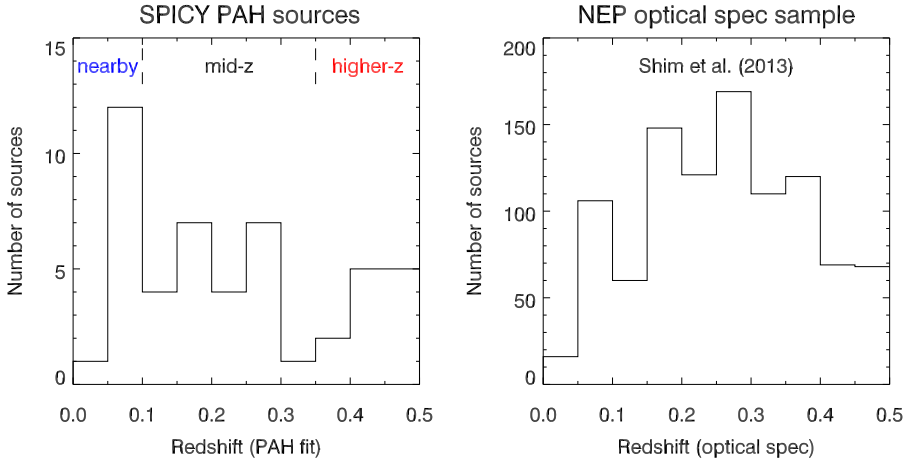 SPICY PAH sources
nearby mid-z higher-z
15
10
5
0
Number of sources
0.0 0.1 0.2 0.3 0.4 0.5
Redshift (PAH fit)
NEP optical spec sample
Shim et al. (2013)
200
150
100
50
0
Number of sources
0.0 0.1 0.2 0.3 0.4 0.5
Redshift (optical spec)